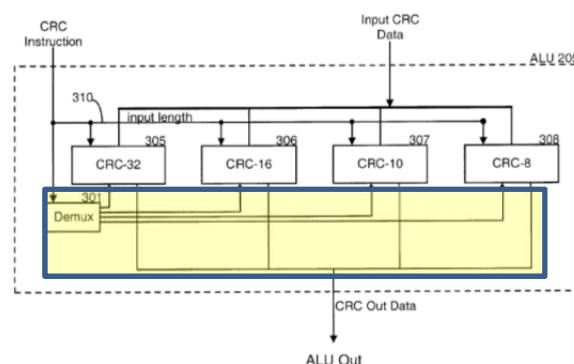 CRC
Instruction
Input CRC
Data
ALU 205
310
input length
305
306
307
308
CRC-32
CRC-16
CRC-10
CRC-8
301
Demux
CRC Out Data
ALU Out